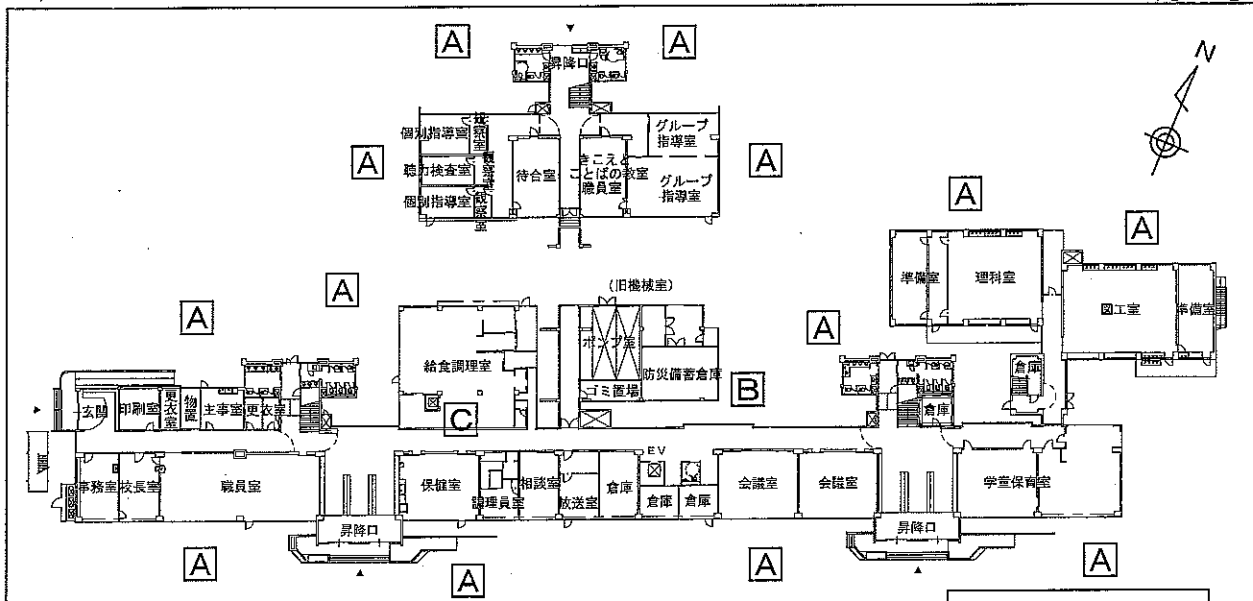 A
A
昇降口
N
個別指導室
観察室
グループ
指導室
A
聴力検査室
観察室
待合室
きこえと
ことばの教室
職員室
グループ
指導室
A
個別指導室
観察室
A
A
準備室
理科室
図工室
準備室
A
(旧機械室)
A
A
給食調理室
ポンプ室
防災備蓄倉庫
ゴミ置場
B
倉庫
玄関
印刷室
更衣室
物置
主事室
更衣室
C
倉庫
EV
事務室
校長室
職員室
保健室
調理員室
相談室
放送室
倉庫
倉庫
倉庫
会議室
会議室
学童保育室
昇降口
昇降口
A
A
A
A